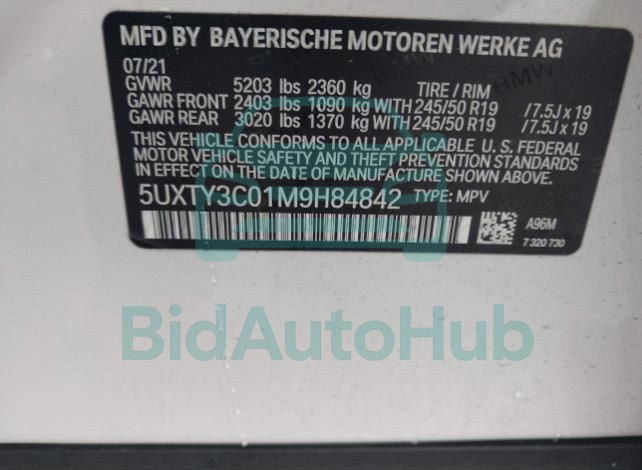 MFD BY BAYERISCHE MOTOREN WERKE AG
07/21
GVWR 5203 lbs 2360 kg TIRE / RIM
GAWR FRONT 2403 lbs 1090 kg WITH 245/50 R19 / 7.5J x 19
GAWR REAR 3020 lbs 1370 kg WITH 245/50 R19 / 7.5J x 19
THIS VEHICLE CONFORMS TO ALL APPLICABLE U. S. FEDERAL
MOTOR VEHICLE SAFETY AND THEFT PREVENTION STANDARDS
IN EFFECT ON THE DATE OF MANUFACTURE SHOWN ABOVE.
5UXTY3C01M9H84842 TYPE: MPV
A96M
7 320 730
BMW
BidAutoHub